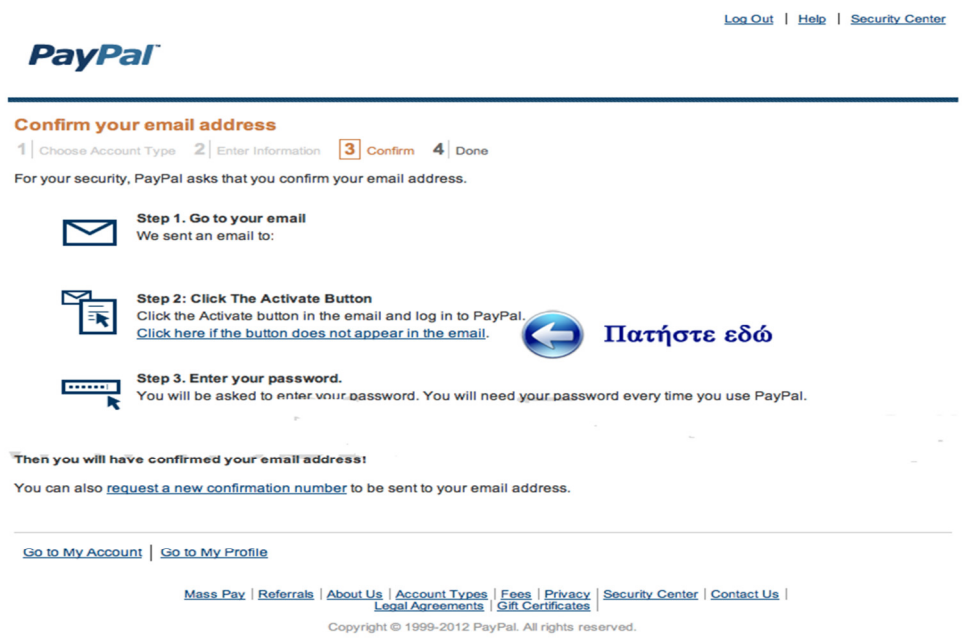 Log Out | Help | Security Center
PayPal™
Confirm your email address
1 Choose Account Type 2 Enter Information 3 Confirm 4 Done
For your security, PayPal asks that you confirm your email address.
Step 1. Go to your email
We sent an email to:
Step 2: Click The Activate Button
Click the Activate button in the email and log in to PayPal.
Click here if the button does not appear in the email.
Πατήστε εδώ
Step 3. Enter your password.
You will be asked to enter your password. You will need your password every time you use PayPal.
Then you will have confirmed your email address!
You can also request a new confirmation number to be sent to your email address.
Go to My Account | Go to My Profile
Mass Pay | Referrals | About Us | Account Types | Fees | Privacy | Security Center | Contact Us |
Legal Agreements | Gift Certificates |
Copyright © 1999-2012 PayPal. All rights reserved.